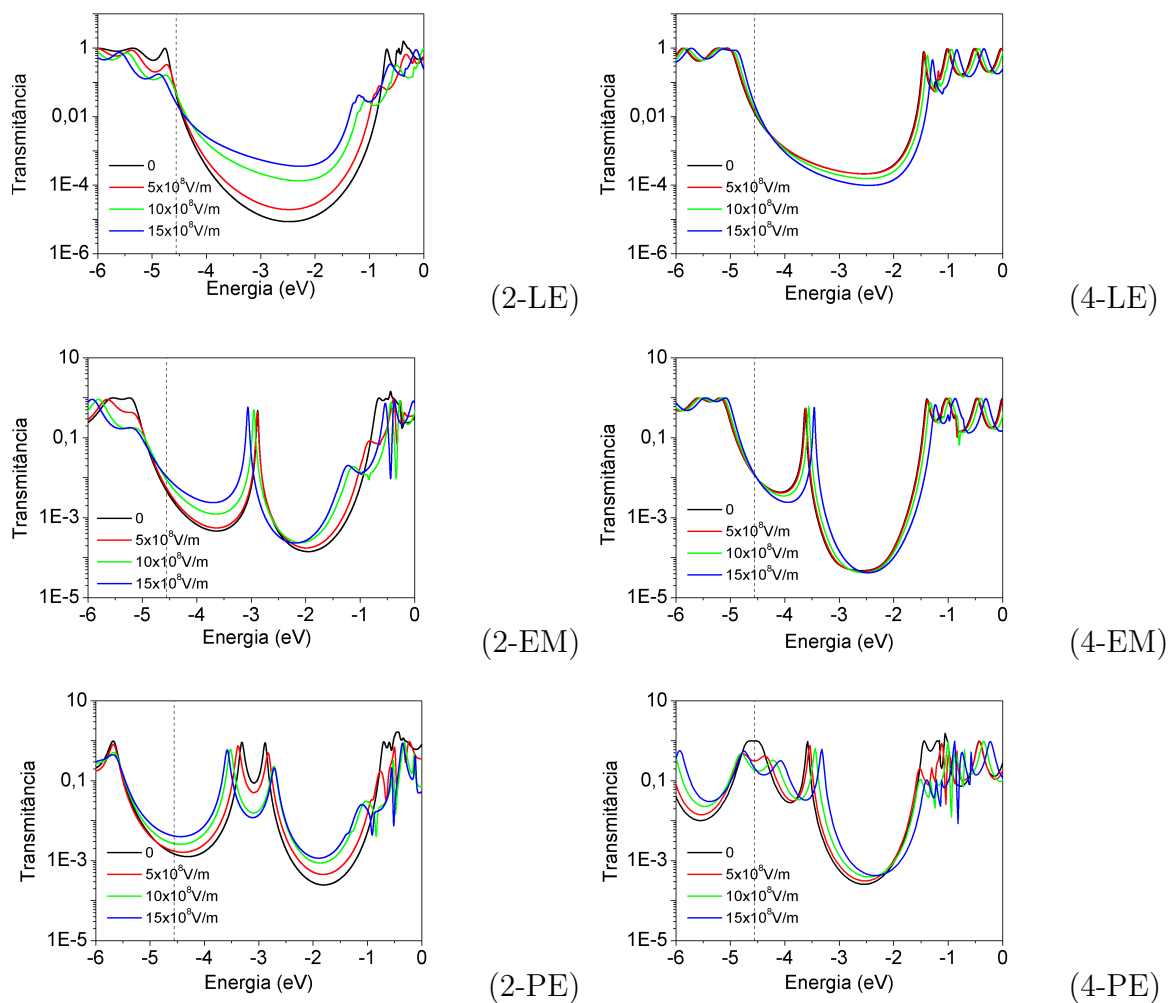 Transmitância
1
0,01
1E-4
1E-6
0
5x10⁸V/m
10x10⁸V/m
15x10⁸V/m
-6 -5 -4 -3 -2 -1 0
Energia (eV)
(2-LE)
Transmitância
1
0,01
1E-4
1E-6
0
5x10⁸V/m
10x10⁸V/m
15x10⁸V/m
-6 -5 -4 -3 -2 -1 0
Energia (eV)
(4-LE)
Transmitância
10
0,1
1E-3
1E-5
0
5x10⁸V/m
10x10⁸V/m
15x10⁸V/m
-6 -5 -4 -3 -2 -1 0
Energia (eV)
(2-EM)
Transmitância
10
0,1
1E-3
1E-5
0
5x10⁸V/m
10x10⁸V/m
15x10⁸V/m
-6 -5 -4 -3 -2 -1 0
Energia (eV)
(4-EM)
Transmitância
10
0,1
1E-3
1E-5
0
5x10⁸V/m
10x10⁸V/m
15x10⁸V/m
-6 -5 -4 -3 -2 -1 0
Energia (eV)
(2-PE)
Transmitância
10
0,1
1E-3
1E-5
0
5x10⁸V/m
10x10⁸V/m
15x10⁸V/m
-6 -5 -4 -3 -2 -1 0
Energia (eV)
(4-PE)